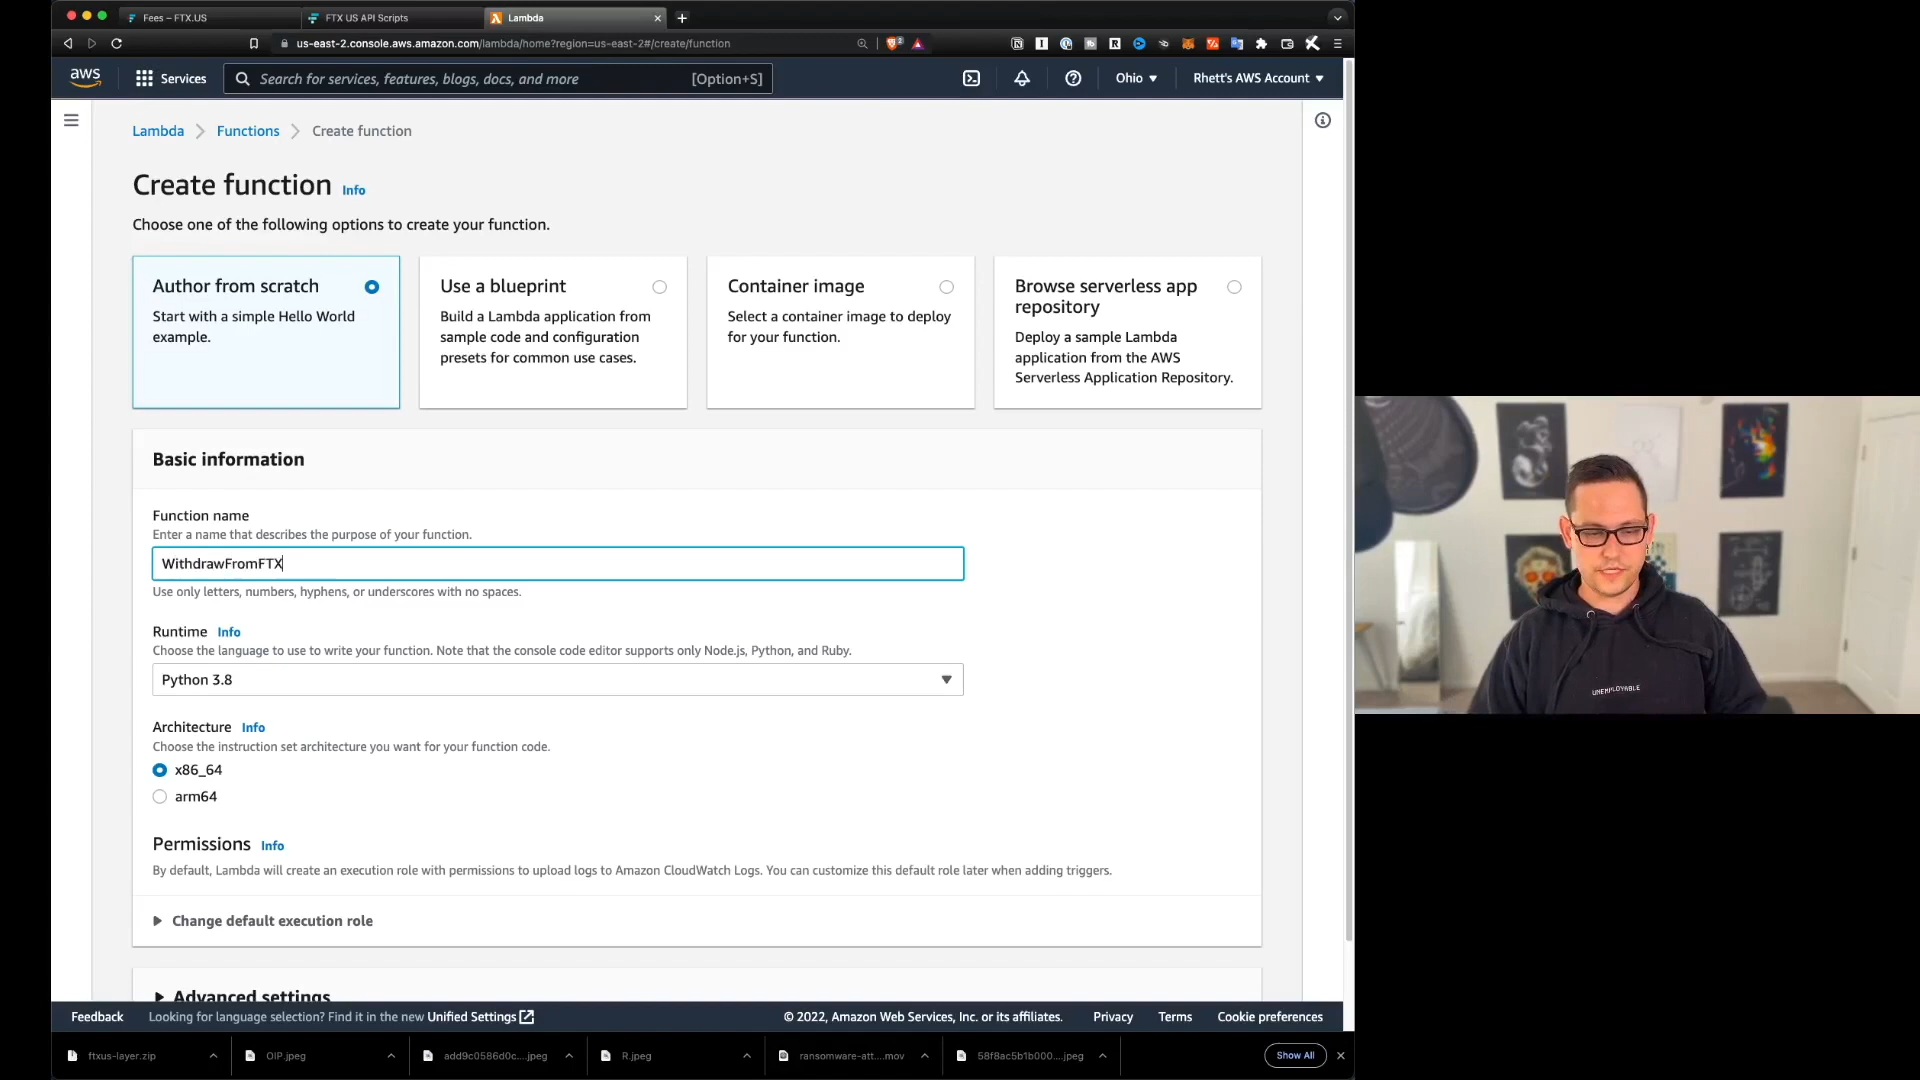 Fees – FTX.US
FTX US API Scripts
Lambda
us-east-2.console.aws.amazon.com/lambda/home?region=us-east-2#/create/function
aws
Services
Search for services, features, blogs, docs, and more
[Option+S]
Ohio
Rhett's AWS Account
Lambda
Functions
Create function
Create function Info
Choose one of the following options to create your function.
Author from scratch
Start with a simple Hello World
example.
Use a blueprint
Build a Lambda application from
sample code and configuration
presets for common use cases.
Container image
Select a container image to deploy
for your function.
Browse serverless app
repository
Deploy a sample Lambda
application from the AWS
Serverless Application Repository.
Basic information
Function name
Enter a name that describes the purpose of your function.
WithdrawFromFTX
Use only letters, numbers, hyphens, or underscores with no spaces.
Runtime Info
Choose the language to use to write your function. Note that the console code editor supports only Node.js, Python, and Ruby.
Python 3.8
Architecture Info
Choose the instruction set architecture you want for your function code.
x86_64
arm64
Permissions Info
By default, Lambda will create an execution role with permissions to upload logs to Amazon CloudWatch Logs. You can customize this default role later when adding triggers.
Change default execution role
Advanced settings
Feedback
Looking for language selection? Find it in the new Unified Settings
© 2022, Amazon Web Services, Inc. or its affiliates.
Privacy
Terms
Cookie preferences
ftxus-layer.zip
OIP.jpeg
add9c0586d0c....jpeg
R.jpeg
ransomware-att....mov
58f8ac5b1b000....jpeg
Show All
UNEMPLOYABLE